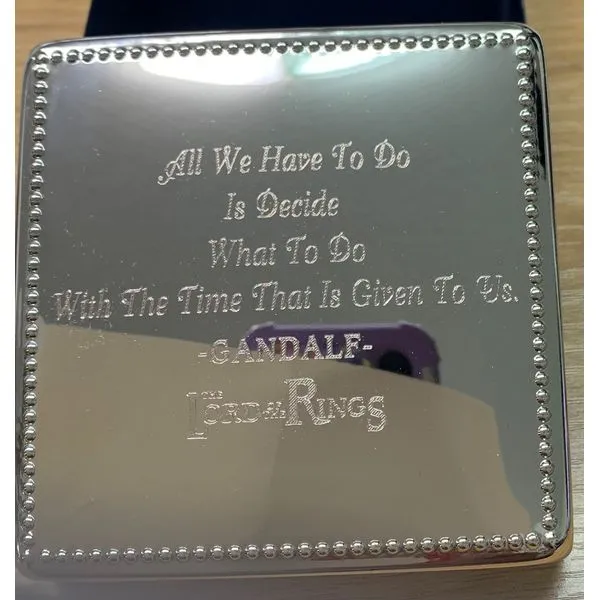 All We Have To Do
Is Decide
What To Do
With The Time That Is Given To Us.
-GANDALF-
THE LORD OF THE RINGS